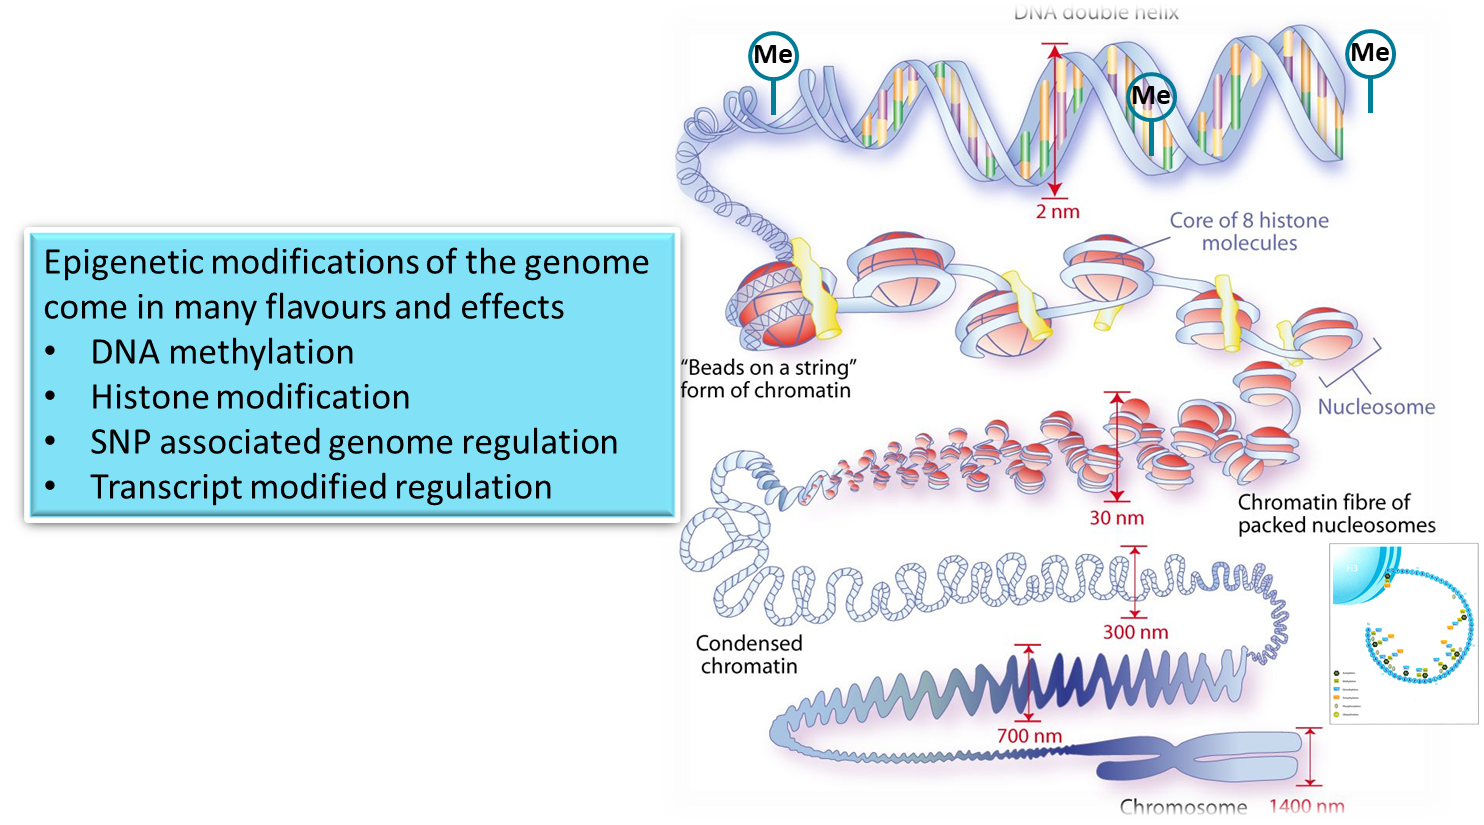 Epigenetic modifications of the genome
come in many flavours and effects
• DNA methylation
• Histone modification
• SNP associated genome regulation
• Transcript modified regulation
DNA double helix
Me
Me
Me
2 nm
Core of 8 histone
molecules
“Beads on a string”
form of chromatin
Nucleosome
30 nm
Chromatin fibre of
packed nucleosomes
H3
300 nm
Condensed
chromatin
700 nm
Chromosome
1400 nm